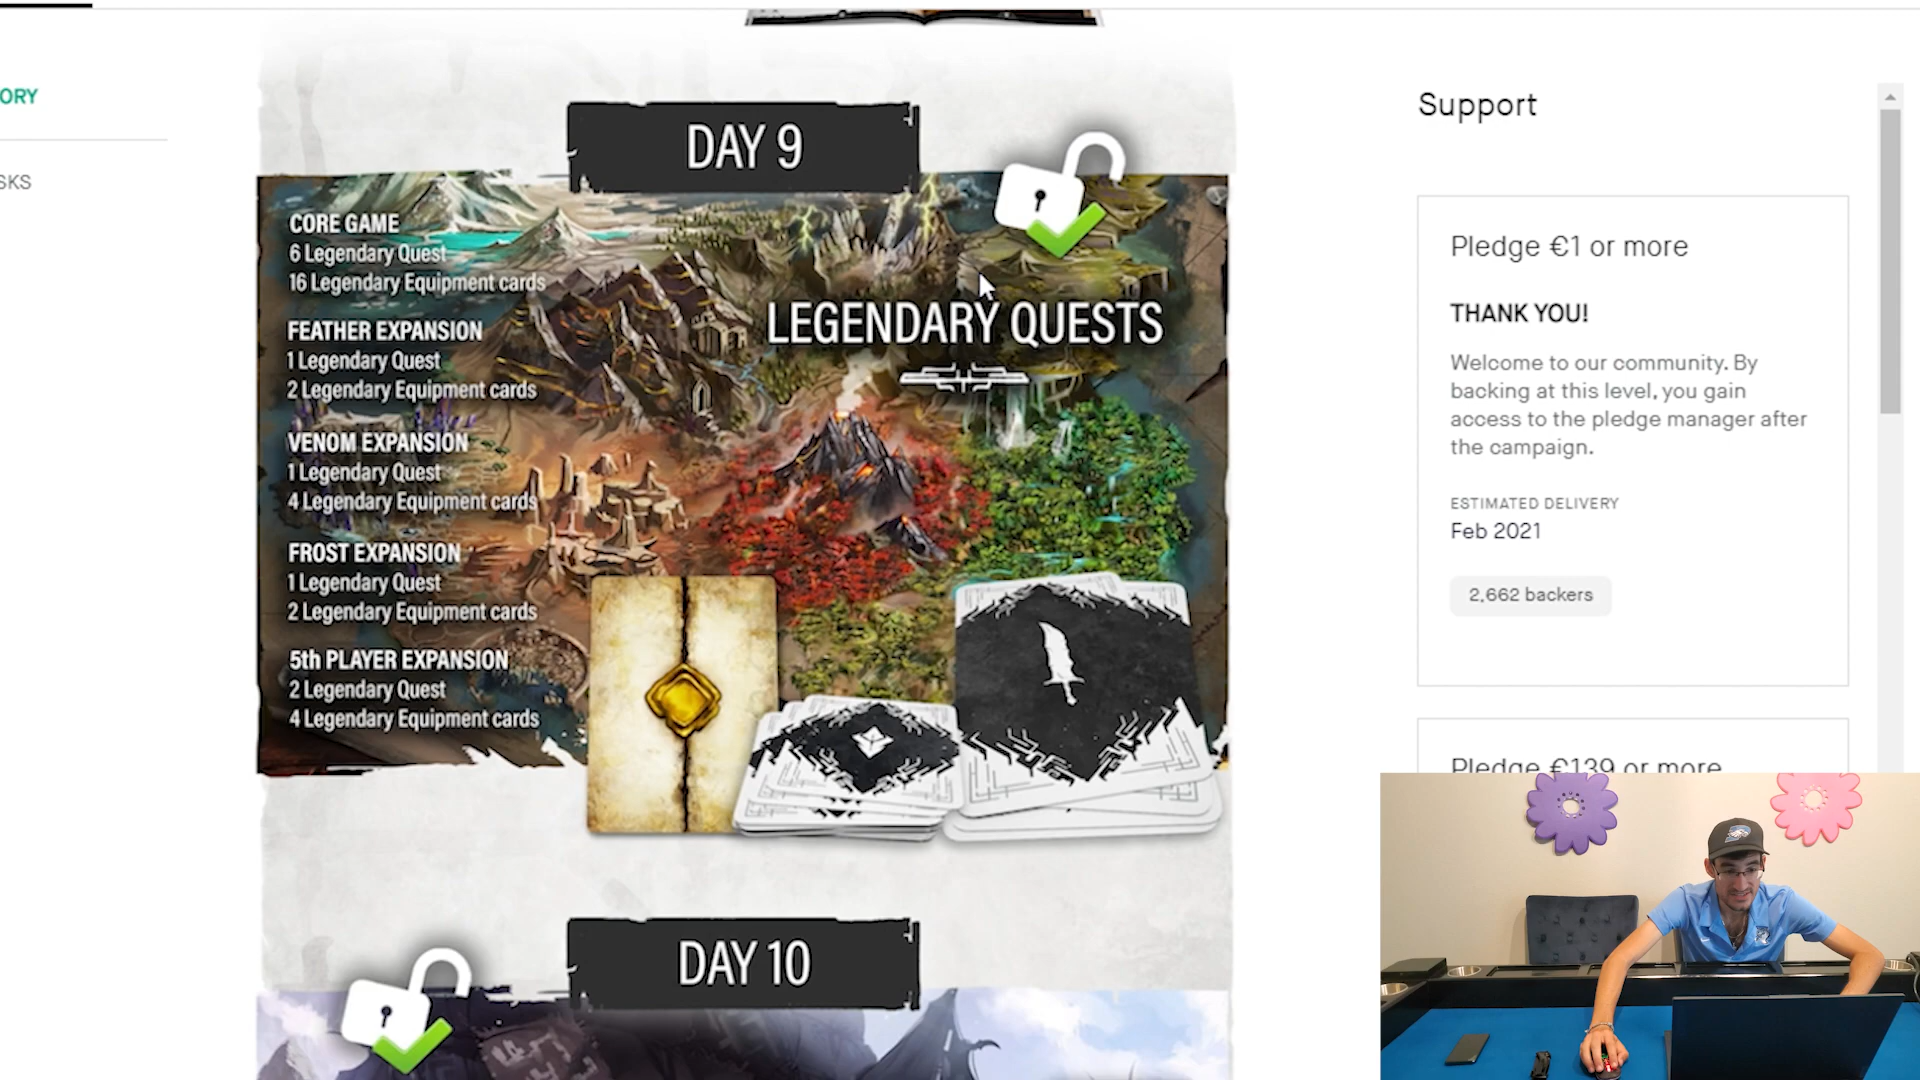 ORY
SKS
DAY 9
CORE GAME
6 Legendary Quest
16 Legendary Equipment cards
FEATHER EXPANSION
1 Legendary Quest
2 Legendary Equipment cards
VENOM EXPANSION
1 Legendary Quest
4 Legendary Equipment cards
FROST EXPANSION
1 Legendary Quest
2 Legendary Equipment cards
5th PLAYER EXPANSION
2 Legendary Quest
4 Legendary Equipment cards
LEGENDARY QUESTS
DAY 10
Support
Pledge €1 or more
THANK YOU!
Welcome to our community. By
backing at this level, you gain
access to the pledge manager after
the campaign.
ESTIMATED DELIVERY
Feb 2021
2,662 backers
Pledge €139 or more